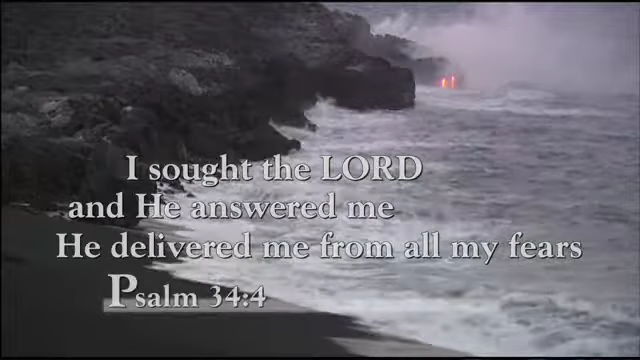 I sought the LORD
and He answered me
He delivered me from all my fears
Psalm 34:4